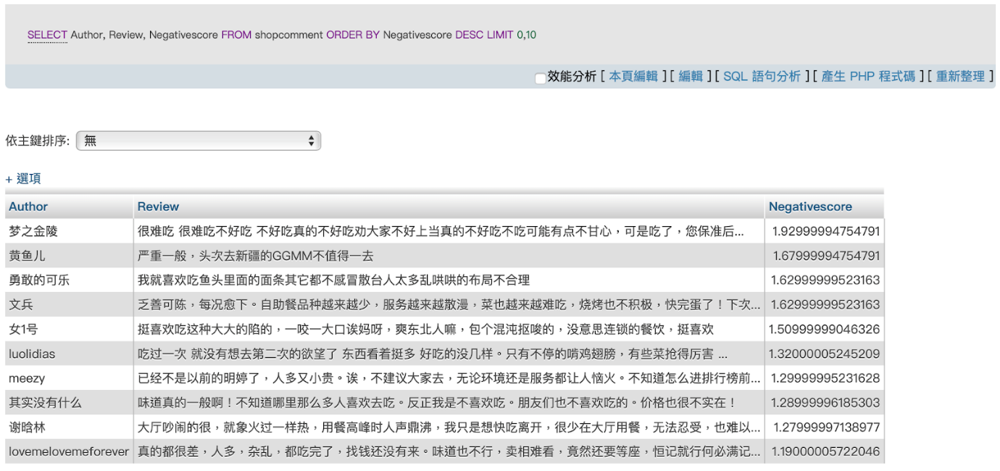 SELECT Author, Review, Negativescore FROM shopcomment ORDER BY Negativescore DESC LIMIT 0,10
效能分析 [ 本頁編輯 ] [ 編輯 ] [ SQL 語句分析 ] [ 產生 PHP 程式碼 ] [ 重新整理 ]
依主鍵排序: 無
+ 選項
Author Review Negativescore
梦之金陵 很难吃 很难吃不好吃 不好吃真的不好吃劝大家不好上当真的不好吃不吃可能有点不甘心，可是吃了，您保准后... 1.92999994754791
黄鱼儿 严重一般，头次去新疆的GGMM不值得一去 1.67999994754791
勇敢的可乐 我就喜欢吃鱼头里面的面条其它都不感冒散台人太多乱哄哄的布局不合理 1.62999999523163
文兵 乏善可陈，每况愈下。自助餐品种越来越少，服务越来越散漫，菜也越来越难吃，烧烤也不积极，快完蛋了！下次... 1.62999999523163
女1号 挺喜欢吃这种大大的陷的，一咬一大口诶妈呀，爽东北人嘛，包个混沌抠唆的，没意思连锁的餐饮，挺喜欢 1.50999999046326
luolidias 吃过一次 就没有想去第二次的欲望了 东西看着挺多 好吃的没几样。只有不停的啃鸡翅膀，有些菜抢得厉害 ... 1.32000005245209
meezy 已经不是以前的明婷了，人多又小贵。诶，不建议大家去，无论环境还是服务都让人恼火。不知道怎么进排行榜前... 1.29999995231628
其实没有什么 味道真的一般啊！不知道哪里那么多人喜欢去吃。反正我是不喜欢吃。朋友们也不喜欢吃的。价格也很不实在！ 1.28999996185303
谢晗林 大厅吵闹的很，就象火过一样热，用餐高峰时人声鼎沸，我只是想快吃离开，很少在大厅用餐，无法忍受，也难以... 1.27999997138977
lovemelovemeforever 真的都很差，人多，杂乱，都吃完了，找钱还没有来。味道也不行，卖相难看，竟然还要等座，恒记就行何必满记... 1.19000005722046